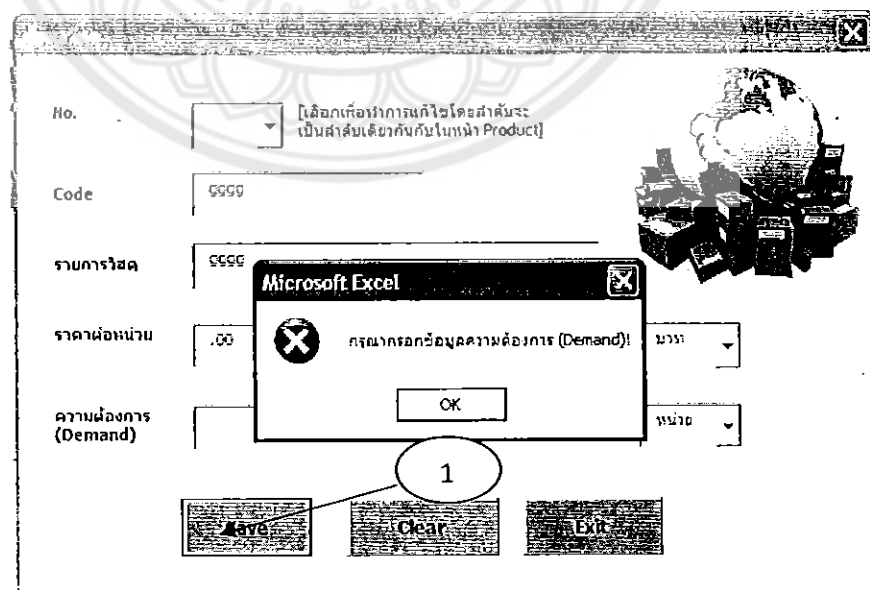 No.
[เลือกเพื่อทำการแก้ไขโดยลำดับจะ
เป็นลำดับเดียวกันกับในหน้า Product]
Code
gggg
รายการวัสดุ
gggg
Microsoft Excel
กรุณากรอกข้อมูลความต้องการ (Demand)!
OK
ราคาต่อหน่วย
.00
บาท
ความต้องการ
(Demand)
หน่วย
1
Save
Clear
Exit